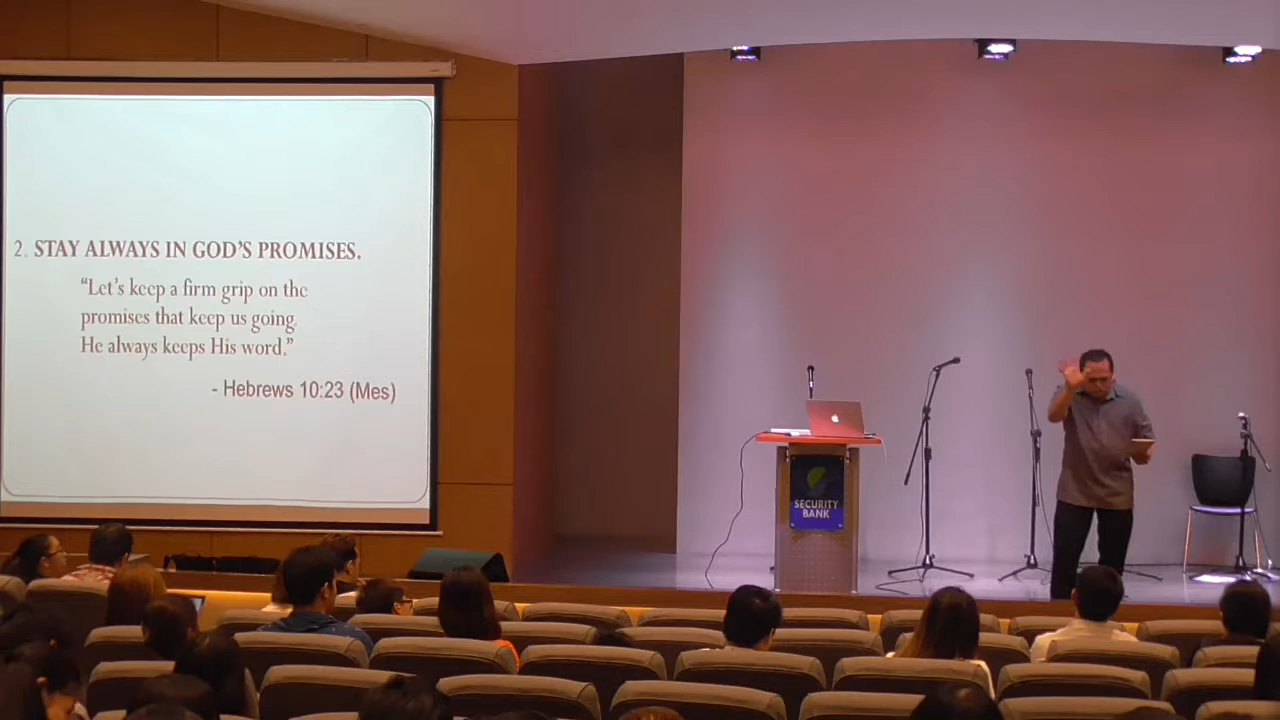 2. STAY ALWAYS IN GOD'S PROMISES.
“Let's keep a firm grip on the
promises that keep us going.
He always keeps His word.”
- Hebrews 10:23 (Mes)
SECURITY
BANK